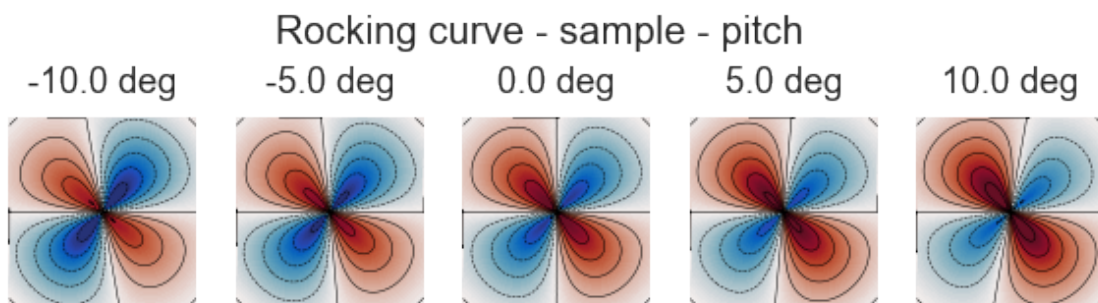 Rocking curve - sample - pitch
-10.0 deg -5.0 deg 0.0 deg 5.0 deg 10.0 deg